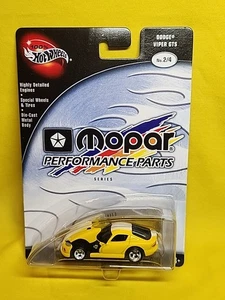 100%
Hot Wheels
DODGE®
VIPER GTS
No. 2/4
Highly Detailed
Engines
Special Wheels
& Tires
Die-Cast
Metal
Body
Mopar
PERFORMANCE PARTS
SERIES